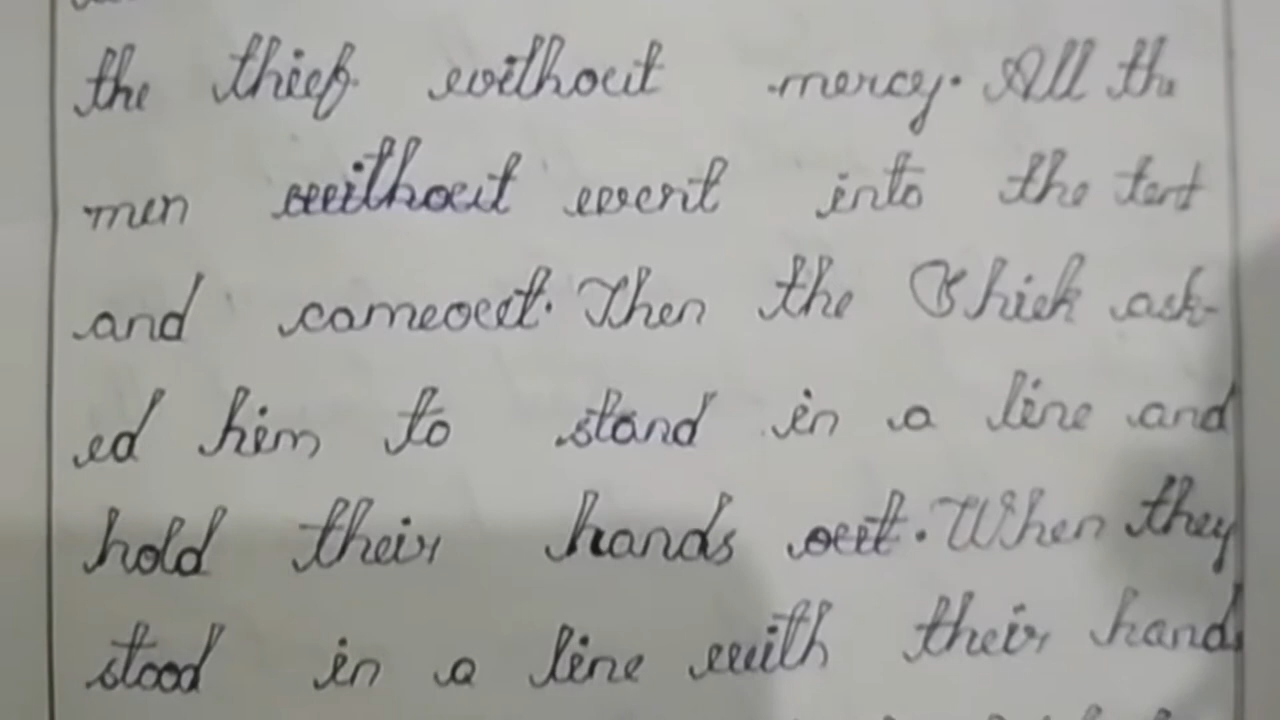 the thief without mercy. All the
men without went into the tent
and cameout. Then the Chief ask-
ed him to stand in a line and
hold their hands out. When they
stood in a line with their hands